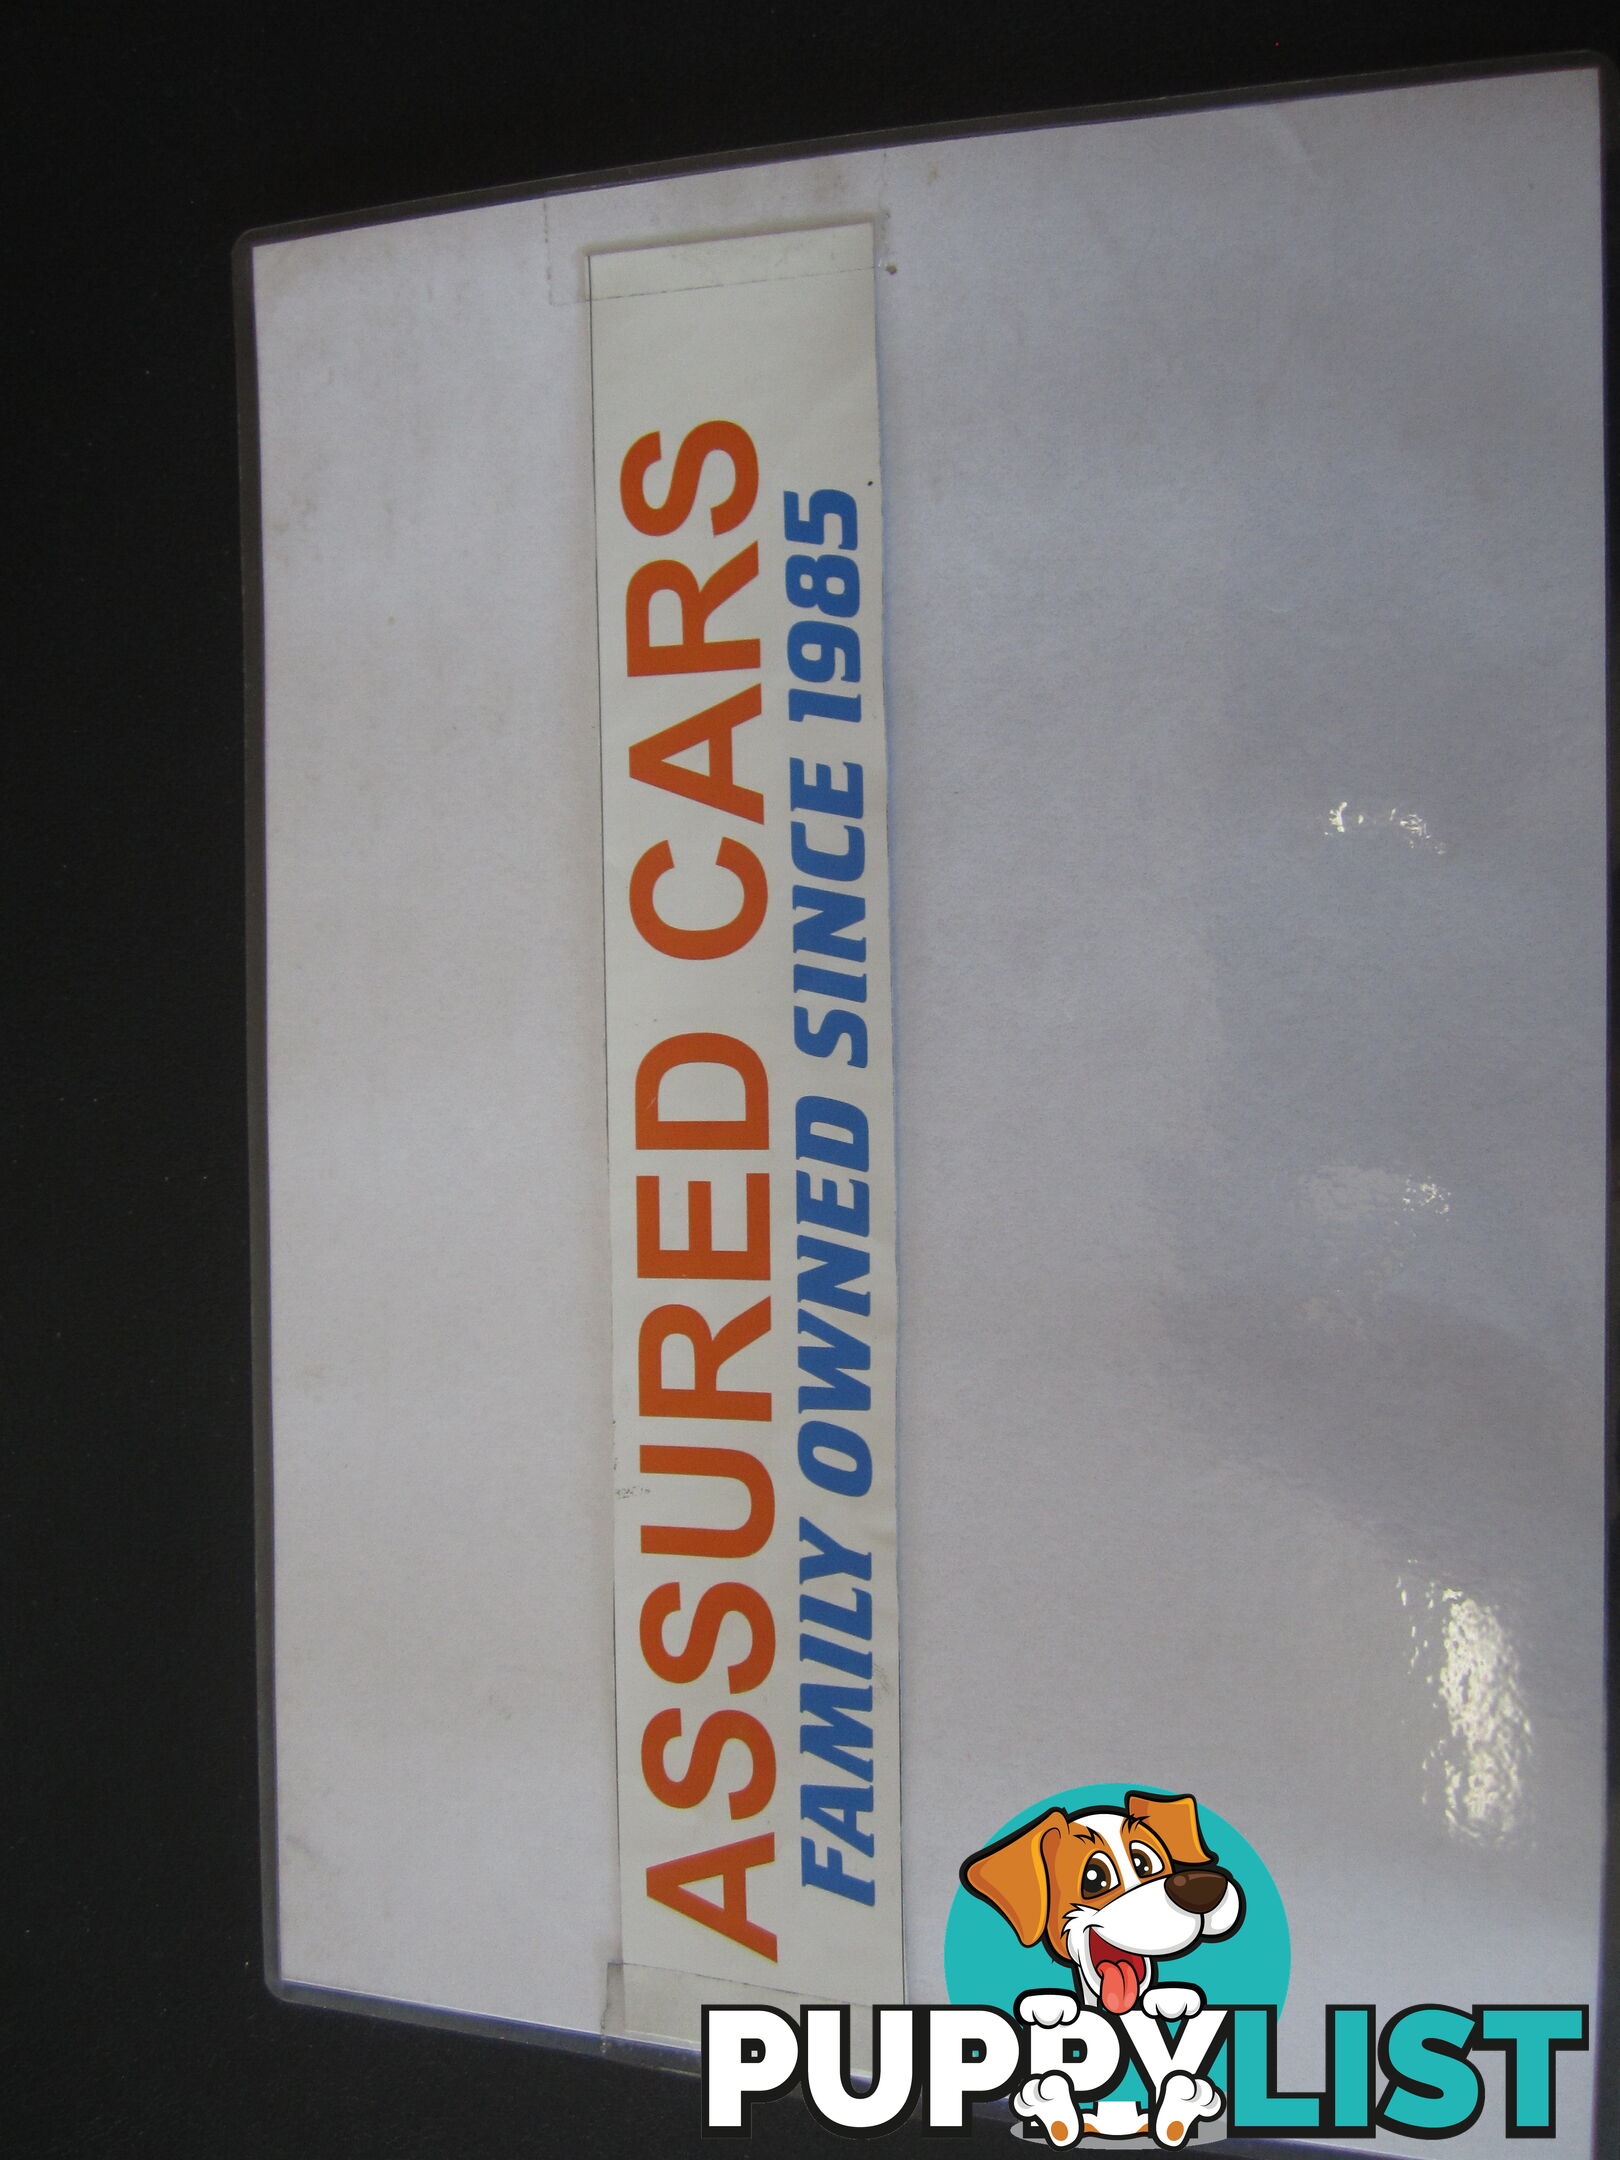 ASSURED CARS
FAMILY OWNED SINCE 1985
PUPPYLIST